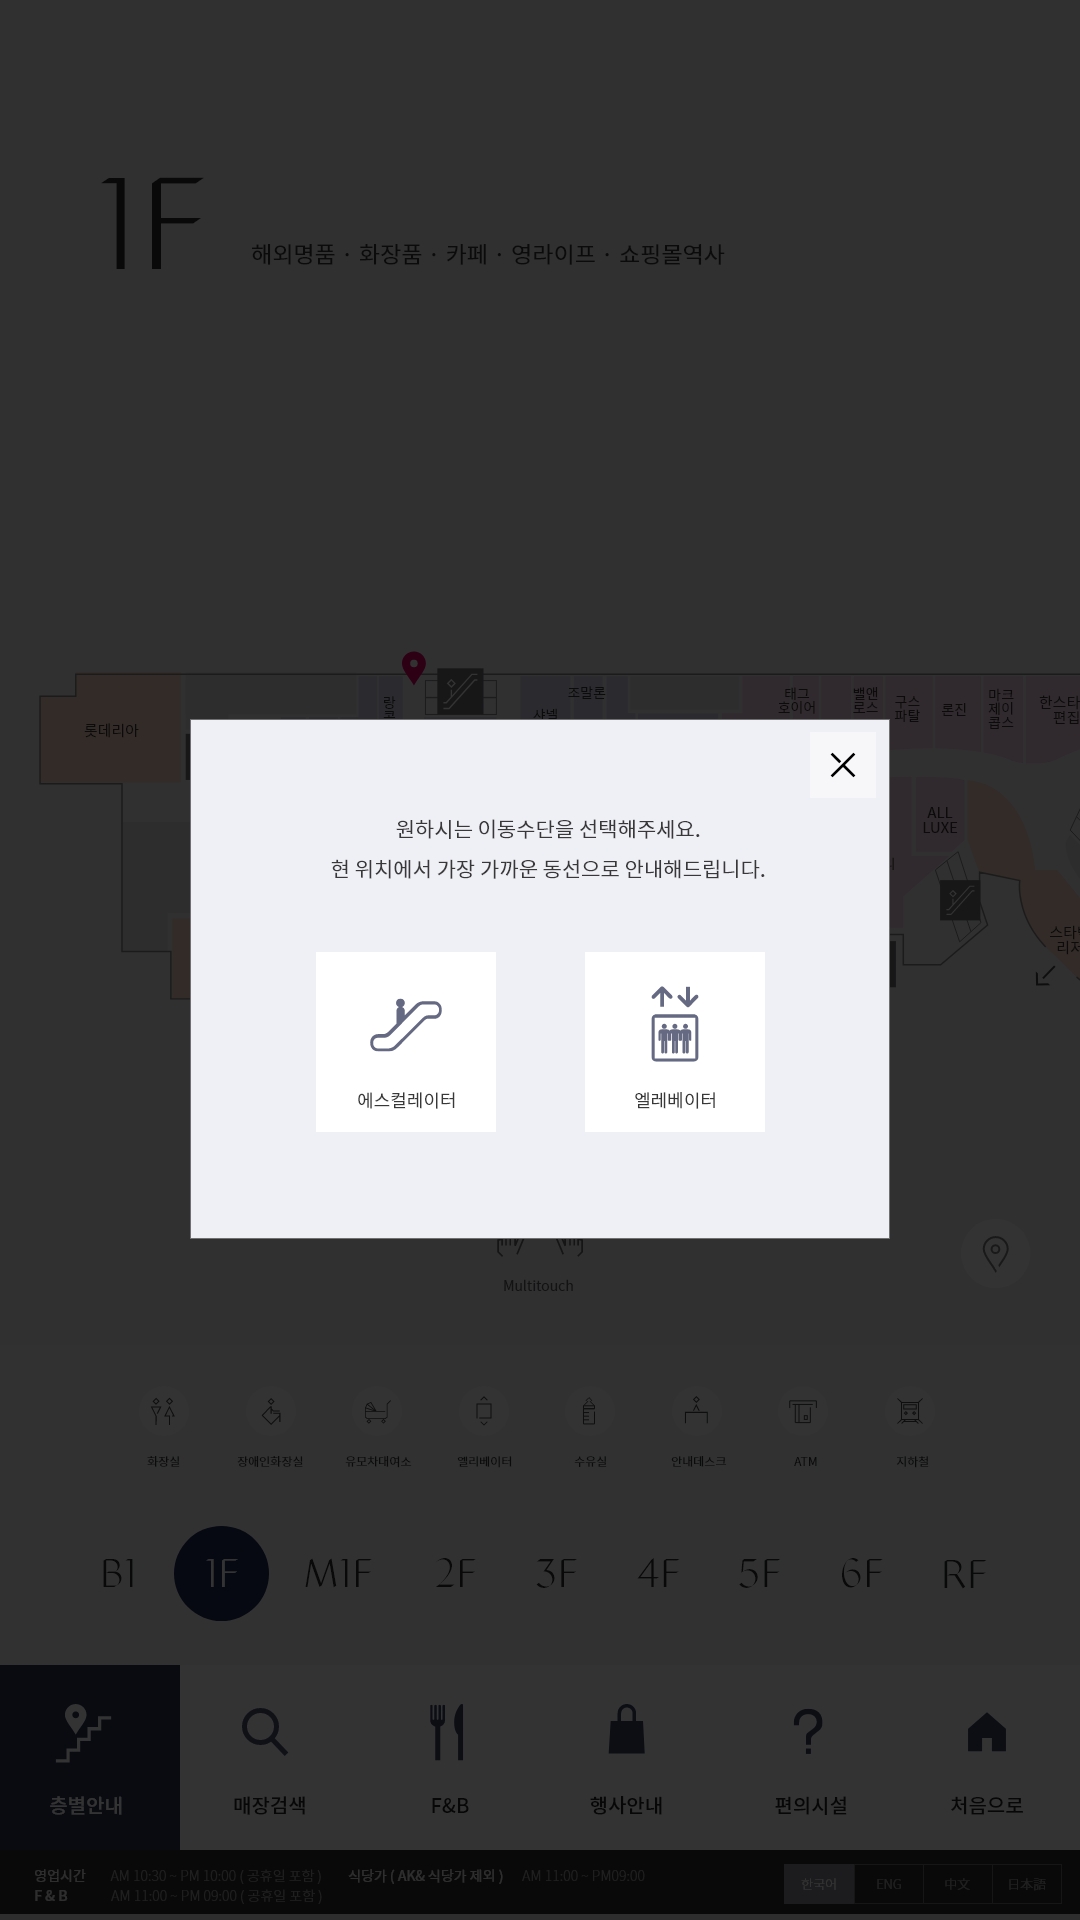 1F
해외명품 · 화장품 · 카페 · 영라이프 · 쇼핑몰역사
롯데리아
랑
콤
샤넬
조말론
태그
호이어
밸앤
로스
구스
파탈
론진
마크
제이
콥스
한스타
편집
ALL
LUXE
스타
리저
원하시는 이동수단을 선택해주세요.
현 위치에서 가장 가까운 동선으로 안내해드립니다.
에스컬레이터
엘레베이터
Multitouch
화장실
장애인화장실
유모차대여소
엘리베이터
수유실
안내데스크
ATM
지하철
B1
1F
M1F
2F
3F
4F
5F
6F
RF
층별안내
매장검색
F&B
행사안내
편의시설
처음으로
영업시간 AM 10:30 ~ PM 10:00 ( 공휴일 포함 ) 식당가 ( AK& 식당가 제외 ) AM 11:00 ~ PM09:00
F & B AM 11:00 ~ PM 09:00 ( 공휴일 포함 )
한국어 ENG 中文 日本語